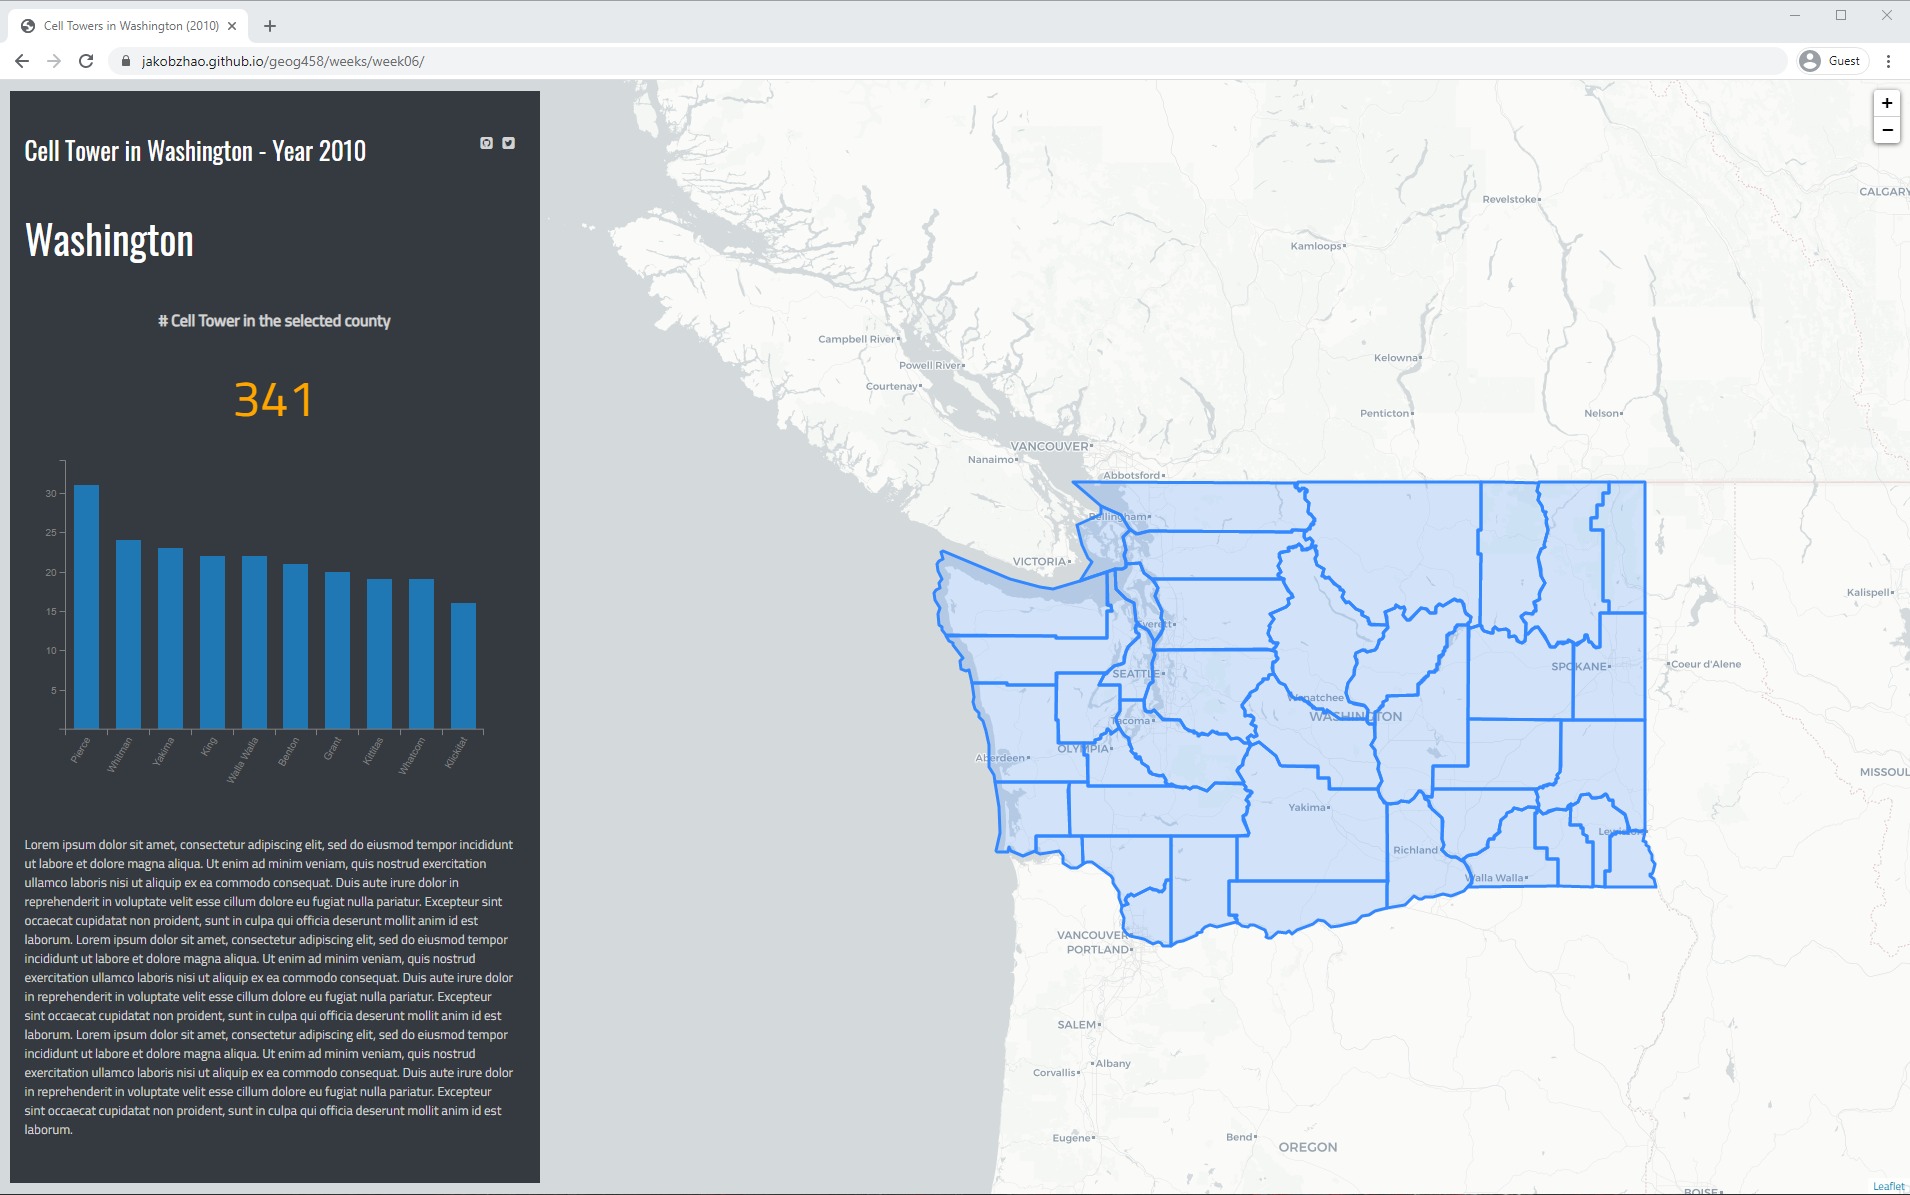 Cell Towers in Washington (2010)
jakobzhao.github.io/geog458/weeks/week06/
Guest
Cell Tower in Washington - Year 2010
Washington
# Cell Tower in the selected county
341
30
25
20
15
10
5
Pierce
Whitman
Yakima
King
Walla Walla
Benton
Grant
Kittitas
Whatcom
Klickitat
Lorem ipsum dolor sit amet, consectetur adipiscing elit, sed do eiusmod tempor incididunt
ut labore et dolore magna aliqua. Ut enim ad minim veniam, quis nostrud exercitation
ullamco laboris nisi ut aliquip ex ea commodo consequat. Duis aute irure dolor in
reprehenderit in voluptate velit esse cillum dolore eu fugiat nulla pariatur. Excepteur sint
occaecat cupidatat non proident, sunt in culpa qui officia deserunt mollit anim id est
laborum. Lorem ipsum dolor sit amet, consectetur adipiscing elit, sed do eiusmod tempor
incididunt ut labore et dolore magna aliqua. Ut enim ad minim veniam, quis nostrud
exercitation ullamco laboris nisi ut aliquip ex ea commodo consequat. Duis aute irure dolor
in reprehenderit in voluptate velit esse cillum dolore eu fugiat nulla pariatur. Excepteur
sint occaecat cupidatat non proident, sunt in culpa qui officia deserunt mollit anim id est
laborum. Lorem ipsum dolor sit amet, consectetur adipiscing elit, sed do eiusmod tempor
incididunt ut labore et dolore magna aliqua. Ut enim ad minim veniam, quis nostrud
exercitation ullamco laboris nisi ut aliquip ex ea commodo consequat. Duis aute irure dolor
in reprehenderit in voluptate velit esse cillum dolore eu fugiat nulla pariatur. Excepteur
sint occaecat cupidatat non proident, sunt in culpa qui officia deserunt mollit anim id est
laborum.
+
−
CALGARY
Revelstoke
Kamloops
Campbell River
Kelowna
Powell River
Courtenay
Penticton
Nelson
VANCOUVER
Nanaimo
Abbotsford
Bellingham
VICTORIA
Kalispell
Everett
SPOKANE
Coeur d'Alene
SEATTLE
Wenatchee
WASHINGTON
Tacoma
OLYMPIA
Aberdeen
MISSOUL
Yakima
Richland
Walla Walla
VANCOUVER
PORTLAND
SALEM
Albany
Corvallis
Eugene
Bend
OREGON
Leaflet